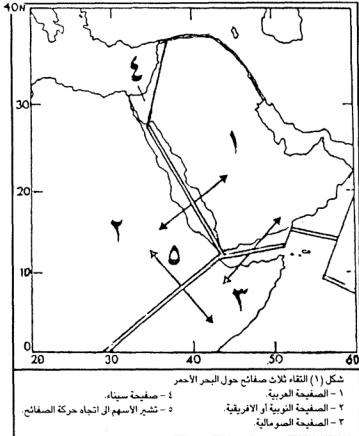 40N
٤
30
١
20
٢
٥
10
٣
0
20 30 40 50 60
شكل (١) التقاء ثلاث صفائح حول البحر الأحمر
١ - الصفيحة العربية.
٢ - الصفيحة النوبية أو الافريقية.
٣ - الصفيحة الصومالية.
٤ - صفيحة سيناء.
٥ - تشير الأسهم الى اتجاه حركة الصفائح.